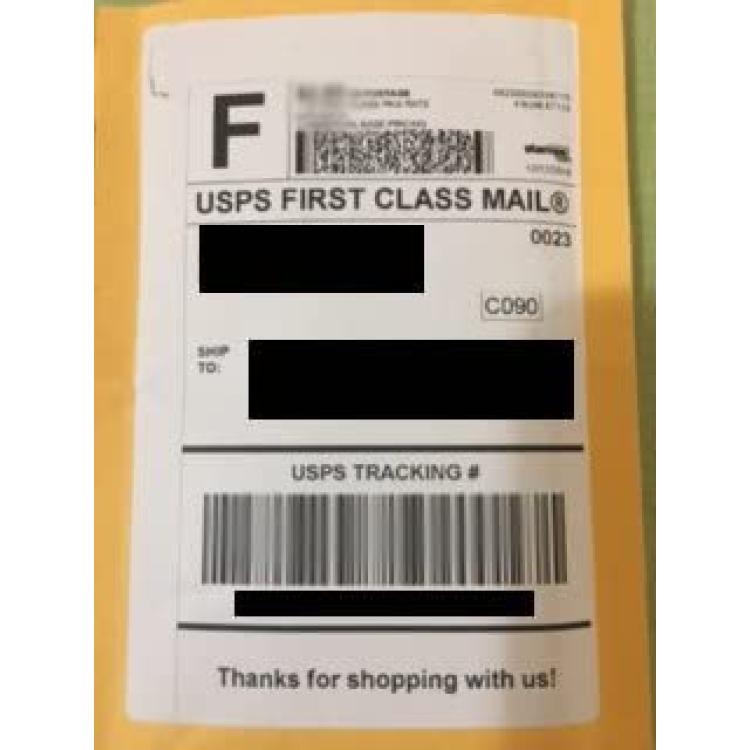 F
USPS FIRST CLASS MAIL®
0023
C090
SHIP
TO:
USPS TRACKING #
Thanks for shopping with us!